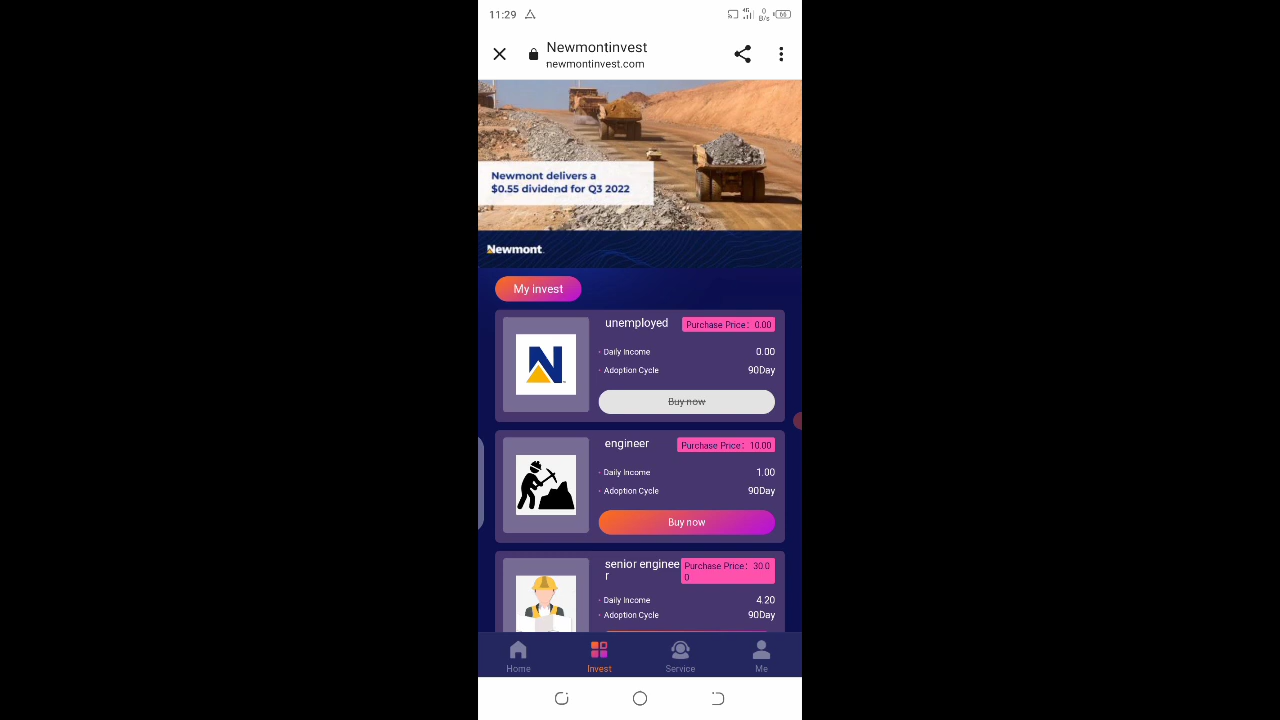 11:29
4G
0
B/s
66
Newmontinvest
newmontinvest.com
Newmont delivers a
$0.55 dividend for Q3 2022
Newmont
My invest
unemployed
Purchase Price: 0.00
Daily Income 0.00
Adoption Cycle 90Day
Buy now
engineer
Purchase Price: 10.00
Daily Income 1.00
Adoption Cycle 90Day
Buy now
senior enginee
r
Purchase Price: 30.0
0
Daily Income 4.20
Adoption Cycle 90Day
Home Invest Service Me